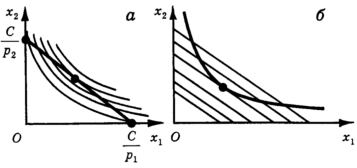 x₂ а
C
p₂
O
C
p₁
x₁
x₂ б
O
x₁